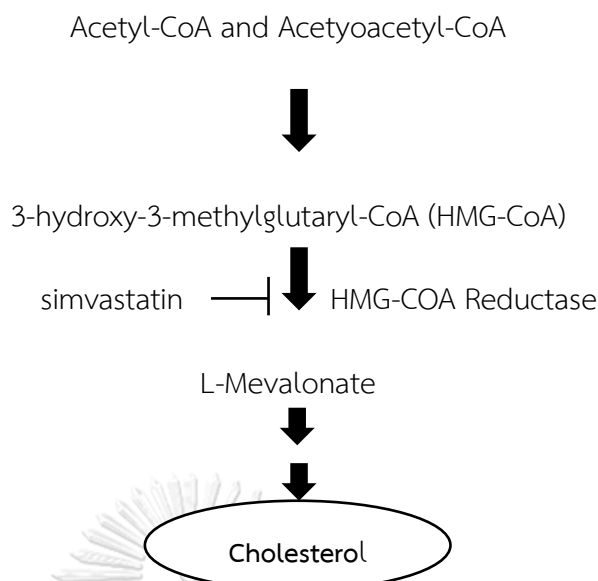 Acetyl-CoA and Acetyoacetyl-CoA
3-hydroxy-3-methylglutaryl-CoA (HMG-CoA)
simvastatin HMG-COA Reductase
L-Mevalonate
Cholesterol